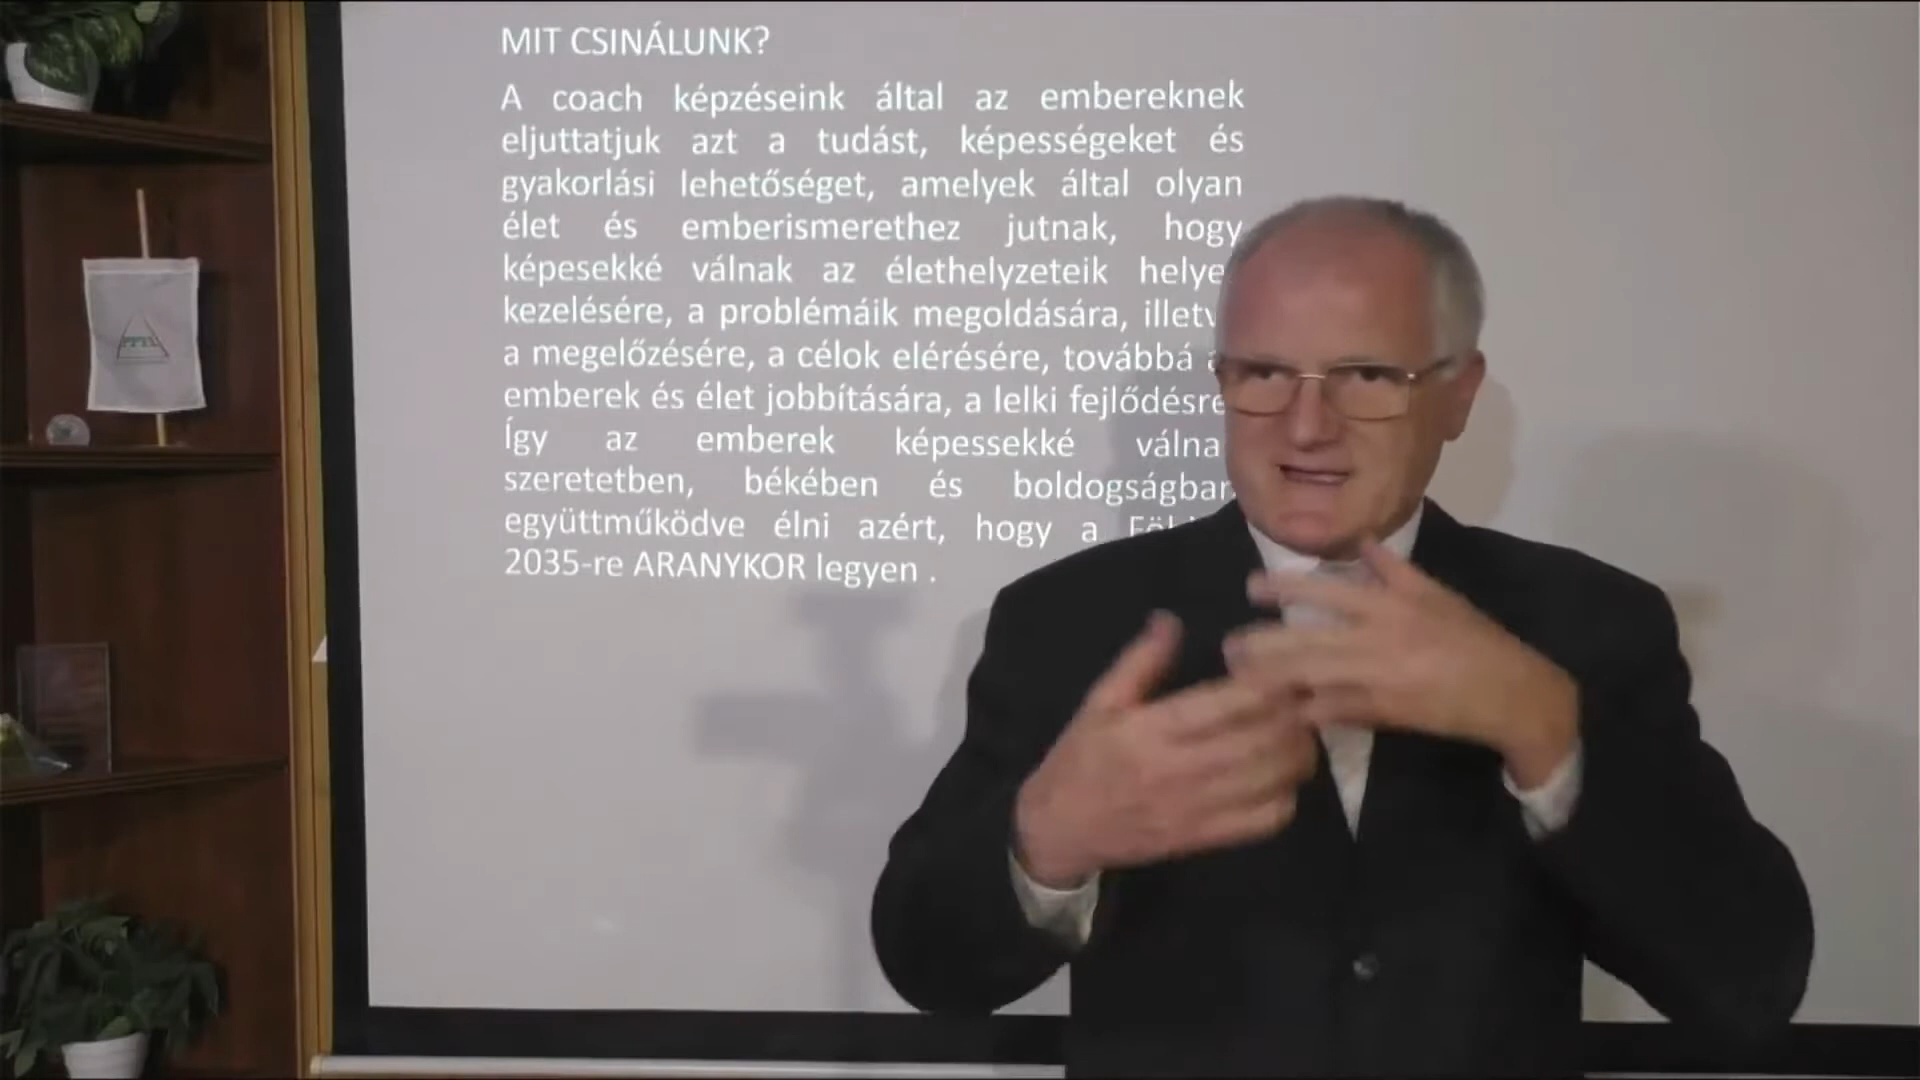 MIT CSINÁLUNK?
A coach képzéseink által az embereknek
eljuttatjuk azt a tudást, képességeket és
gyakorlási lehetőséget, amelyek által olyan
élet és emberismerethez jutnak, hogy
képesekké válnak az élethelyzeteik
kezelésére, a problémáik megoldására,
a megelőzésére, a célok elérésére, továbbá
emberek és élet jobbítására, a lelki
Így az emberek képessekké
szeretetben, békében és
együttműködve élni azért, hogy a
2035-re ARANYKOR legyen .